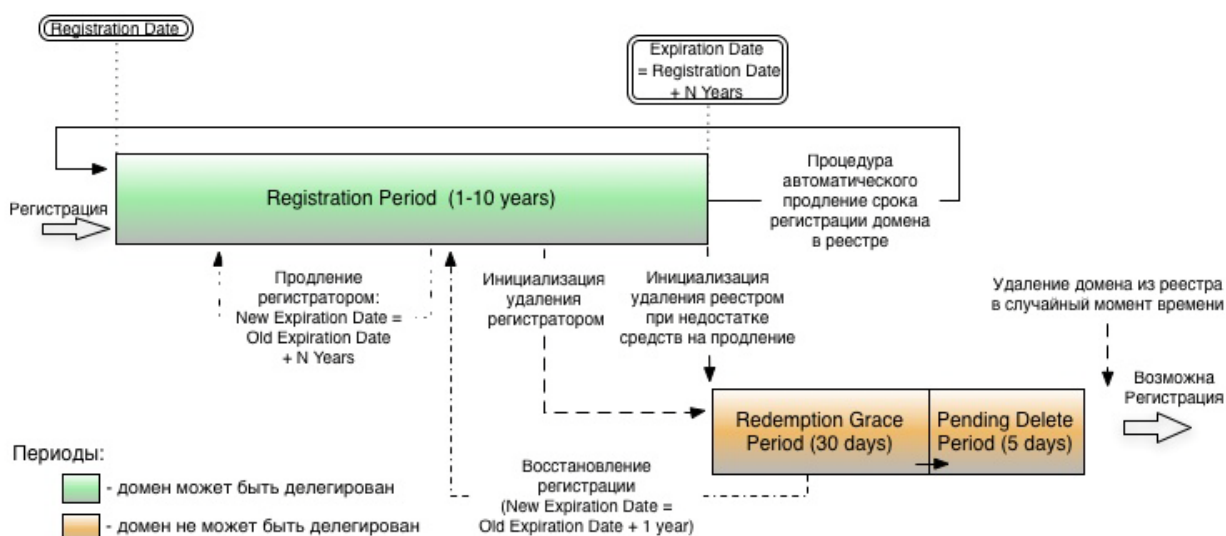 Registration Date
Expiration Date
= Registration Date
+ N Years
Registration Period (1-10 years)
Регистрация
Процедура
автоматического
продление срока
регистрации домена
в реестре
Продление
регистратором:
New Expiration Date =
Old Expiration Date
+ N Years
Инициализация
удаления
регистратором
Инициализация
удаления реестром
при недостатке
средств на продление
Удаление домена из реестра
в случайный момент времени
Redemption Grace
Period (30 days)
Pending Delete
Period (5 days)
Возможна
Регистрация
Восстановление
регистрации
(New Expiration Date =
Old Expiration Date + 1 year)
Периоды:
- домен может быть делегирован
- домен не может быть делегирован